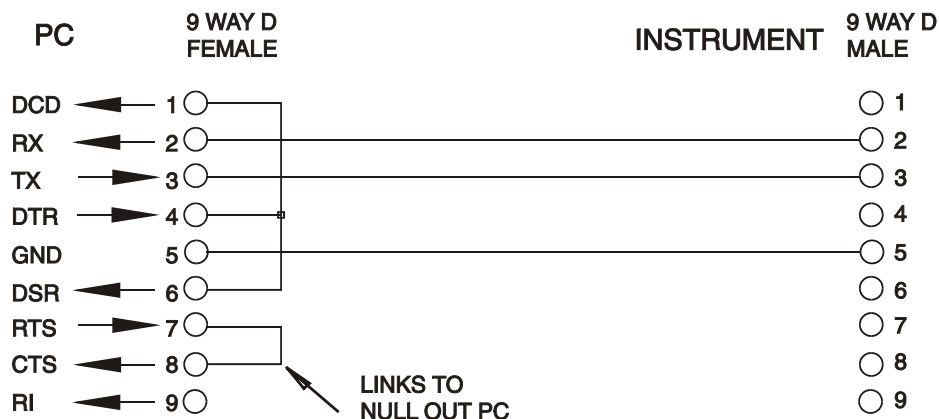 PC
9 WAY D
FEMALE
INSTRUMENT
9 WAY D
MALE
DCD 1 1
RX 2 2
TX 3 3
DTR 4 4
GND 5 5
DSR 6 6
RTS 7 7
CTS 8 8
RI 9 9
LINKS TO
NULL OUT PC